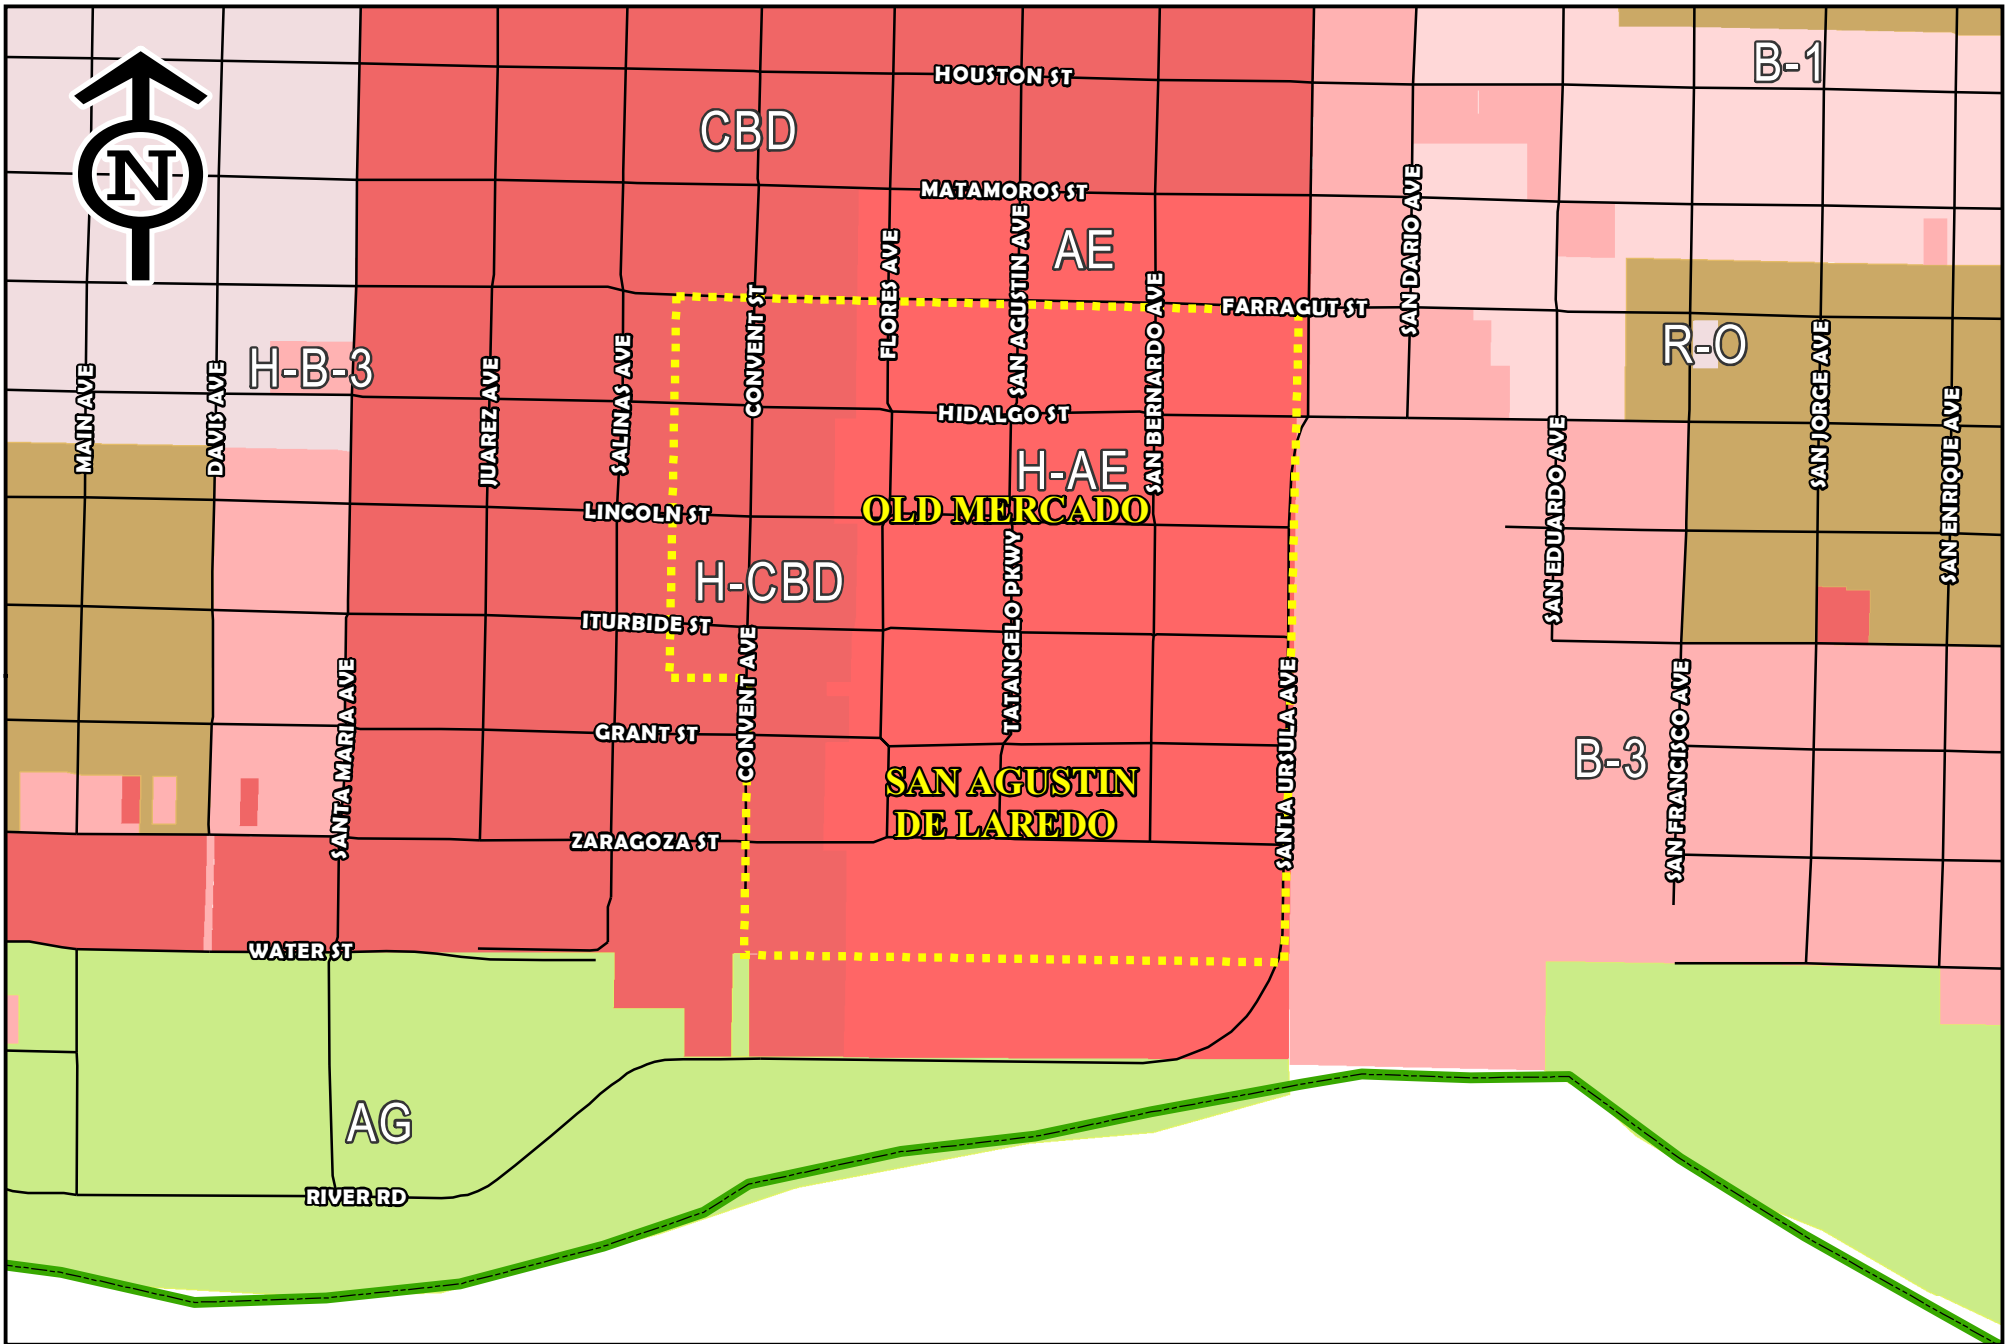 HOUSTON ST
B-1
CBD
N
MATAMOROS ST
AE
SAN DARIO AVE
SAN AGUSTIN AVE
FLORES AVE
CONVENT ST
SAN BERNARDO AVE
FARRAGUT ST
R-O
H-B-3
SAN JORGE AVE
MAIN AVE
DAVIS AVE
JUAREZ AVE
SALINAS AVE
HIDALGO ST
SAN EDUARDO AVE
SAN ENRIQUE AVE
H-AE
OLD MERCADO
LINCOLN ST
H-CBD
TATANGELO PKWY
ITURBIDE ST
CONVENT AVE
SANTA MARIA AVE
SANTA URSULA AVE
SAN FRANCISCO AVE
GRANT ST
B-3
SAN AGUSTIN
DE LAREDO
ZARAGOZA ST
WATER ST
AG
RIVER RD